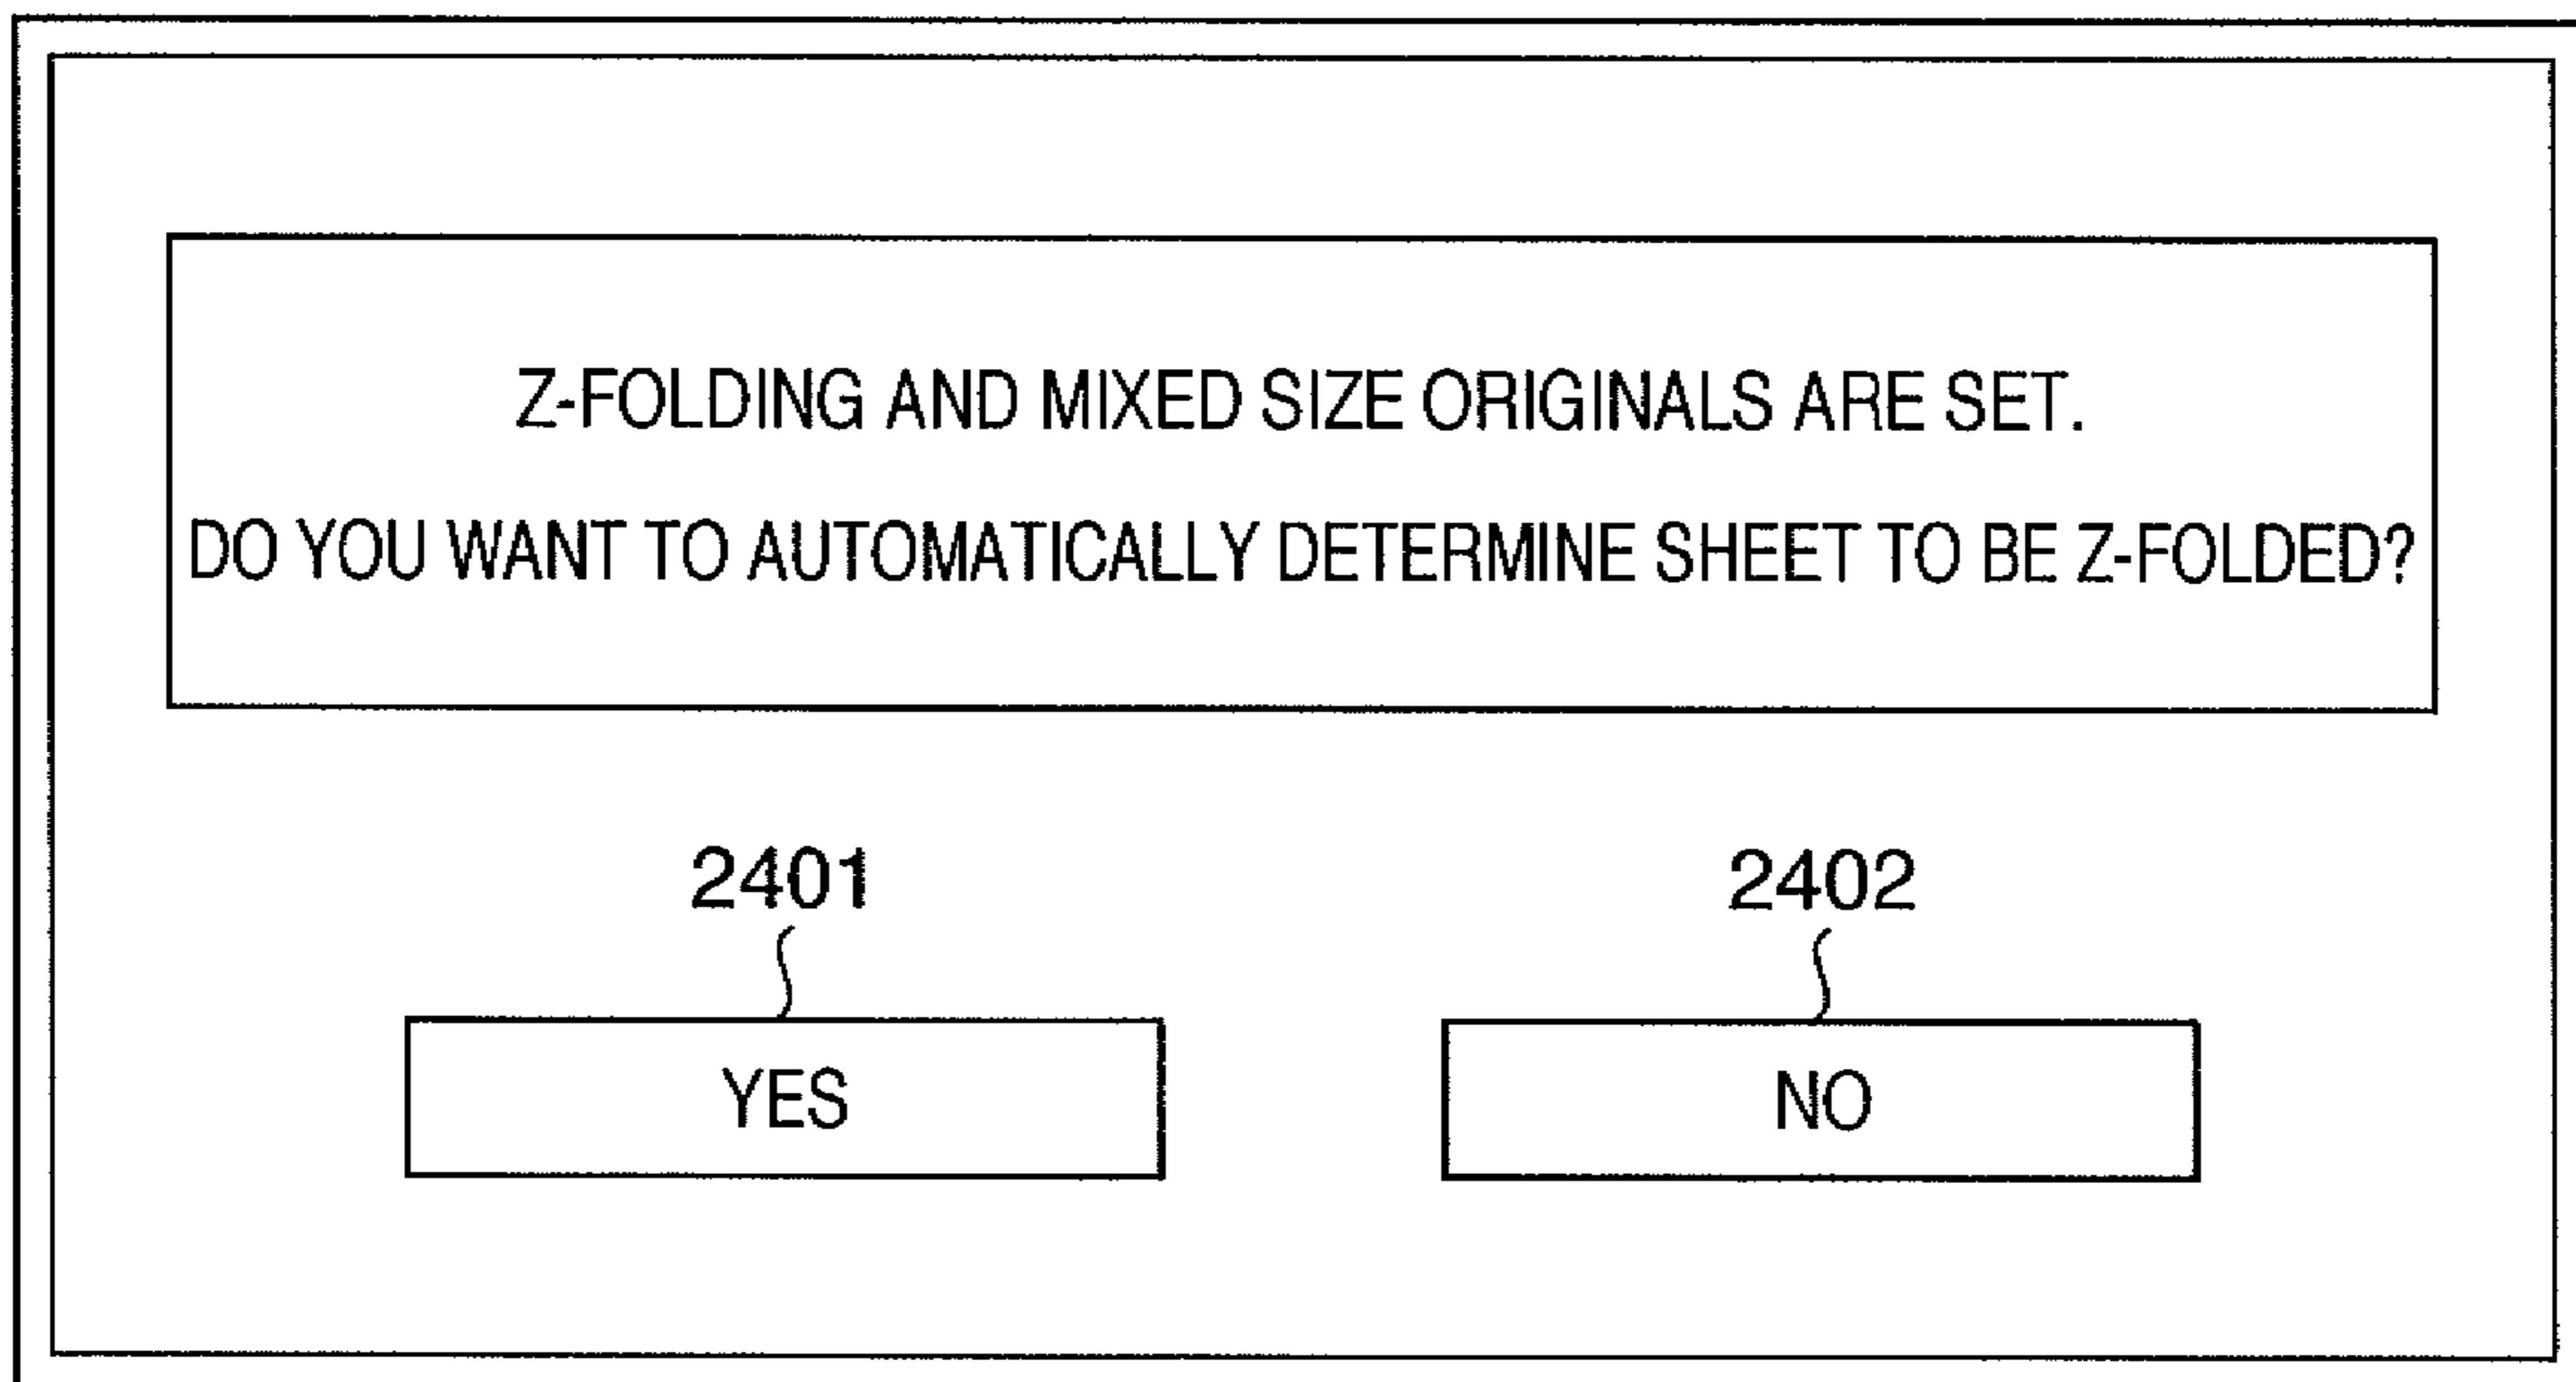 Z-FOLDING AND MIXED SIZE ORIGINALS ARE SET.
DO YOU WANT TO AUTOMATICALLY DETERMINE SHEET TO BE Z-FOLDED?
2401
2402
YES
NO